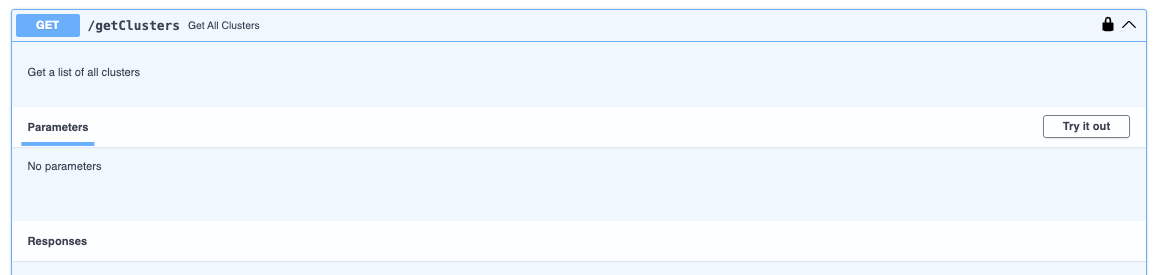 GET /getClusters Get All Clusters
Get a list of all clusters
Parameters Try it out
No parameters
Responses